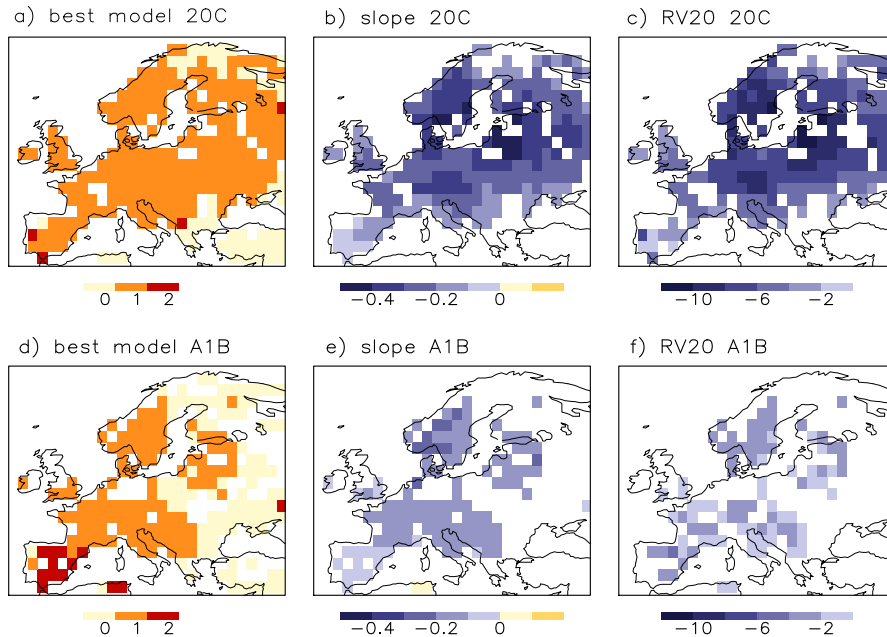 a) best model 20C
b) slope 20C
c) RV20 20C
0 1 2
−0.4 −0.2 0
−10 −6 −2
d) best model A1B
e) slope A1B
f) RV20 A1B
0 1 2
−0.4 −0.2 0
−10 −6 −2